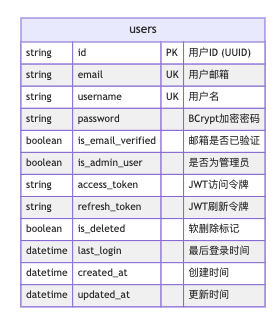 users
string id PK 用户ID (UUID)
string email UK 用户邮箱
string username UK 用户名
string password BCrypt加密密码
boolean is_email_verified 邮箱是否已验证
boolean is_admin_user 是否为管理员
string access_token JWT访问令牌
string refresh_token JWT刷新令牌
boolean is_deleted 软删除标记
datetime last_login 最后登录时间
datetime created_at 创建时间
datetime updated_at 更新时间